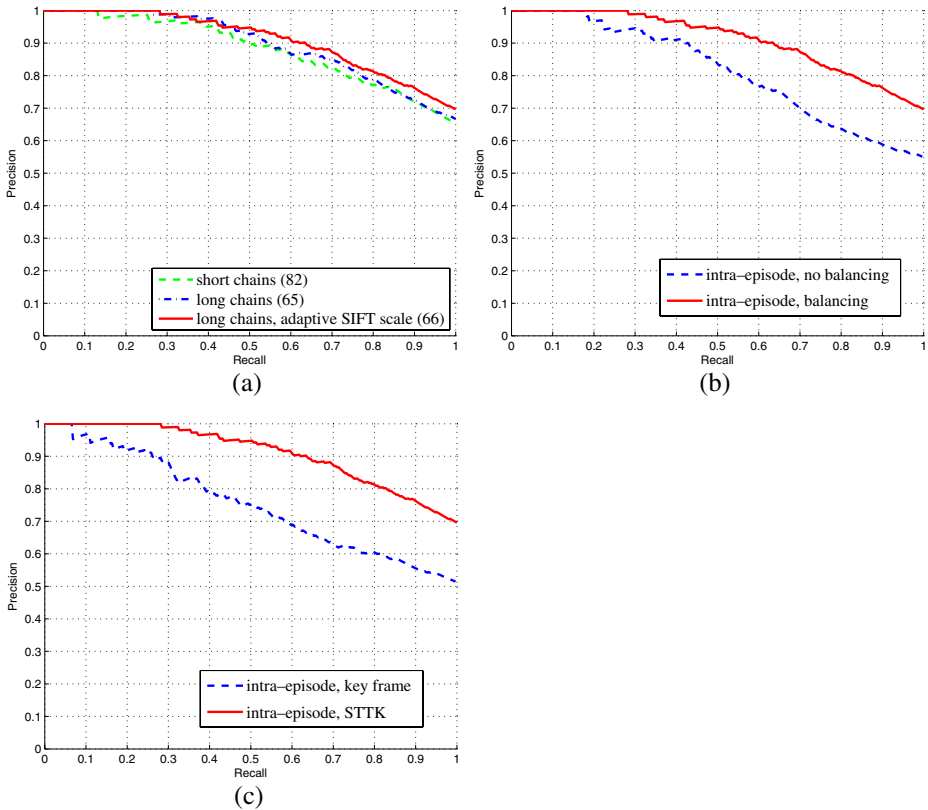 1
0.9
0.8
0.7
0.6
0.5
0.4
0.3
0.2
0.1
0
Precision
short chains (82)
long chains (65)
long chains, adaptive SIFT scale (66)
0 0.1 0.2 0.3 0.4 0.5 0.6 0.7 0.8 0.9 1
Recall
(a)
1
0.9
0.8
0.7
0.6
0.5
0.4
0.3
0.2
0.1
0
Precision
intra–episode, no balancing
intra–episode, balancing
0 0.1 0.2 0.3 0.4 0.5 0.6 0.7 0.8 0.9 1
Recall
(b)
1
0.9
0.8
0.7
0.6
0.5
0.4
0.3
0.2
0.1
0
Precision
intra–episode, key frame
intra–episode, STTK
0 0.1 0.2 0.3 0.4 0.5 0.6 0.7 0.8 0.9 1
Recall
(c)